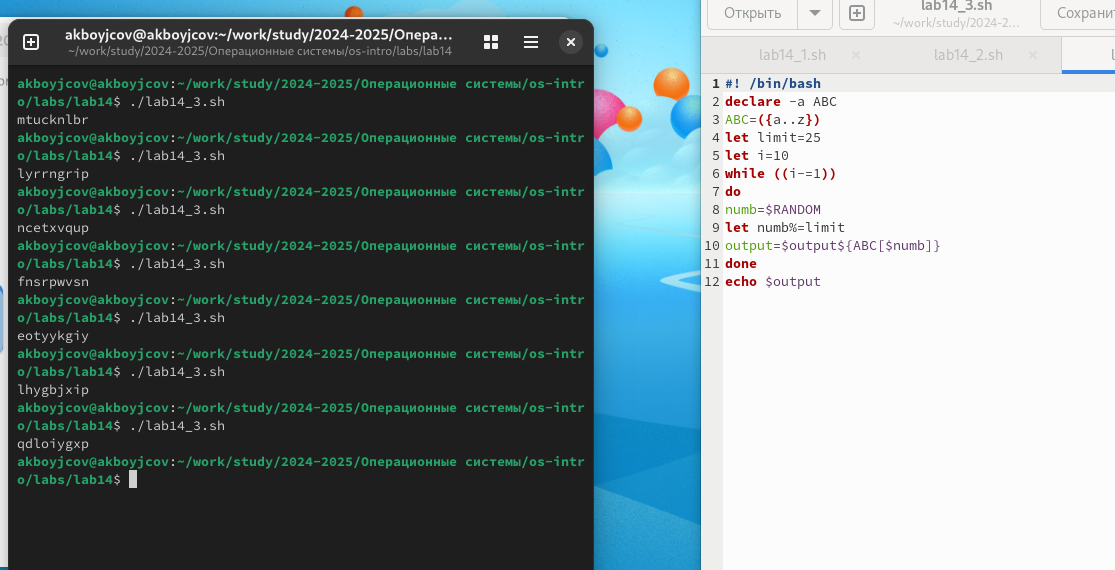 akboyjcov@akboyjcov:~/work/study/2024-2025/Опера...
~/work/study/2024-2025/Операционные системы/os-intro/labs/lab14
akboyjcov@akboyjcov:~/work/study/2024-2025/Операционные системы/os-intr
o/labs/lab14$ ./lab14_3.sh
mtucknlbr
akboyjcov@akboyjcov:~/work/study/2024-2025/Операционные системы/os-intr
o/labs/lab14$ ./lab14_3.sh
lyrrngrip
akboyjcov@akboyjcov:~/work/study/2024-2025/Операционные системы/os-intr
o/labs/lab14$ ./lab14_3.sh
ncetxvqup
akboyjcov@akboyjcov:~/work/study/2024-2025/Операционные системы/os-intr
o/labs/lab14$ ./lab14_3.sh
fnsrpwvsn
akboyjcov@akboyjcov:~/work/study/2024-2025/Операционные системы/os-intr
o/labs/lab14$ ./lab14_3.sh
eotyykgiy
akboyjcov@akboyjcov:~/work/study/2024-2025/Операционные системы/os-intr
o/labs/lab14$ ./lab14_3.sh
lhygbjxip
akboyjcov@akboyjcov:~/work/study/2024-2025/Операционные системы/os-intr
o/labs/lab14$ ./lab14_3.sh
qdloiygxp
akboyjcov@akboyjcov:~/work/study/2024-2025/Операционные системы/os-intr
o/labs/lab14$
Открыть
lab14_3.sh
~/work/study/2024-2...
Сохрани
lab14_1.sh
lab14_2.sh
1 #! /bin/bash
2 declare -a ABC
3 ABC=({a..z})
4 let limit=25
5 let i=10
6 while ((i-=1))
7 do
8 numb=$RANDOM
9 let numb%=limit
10 output=$output${ABC[$numb]}
11 done
12 echo $output